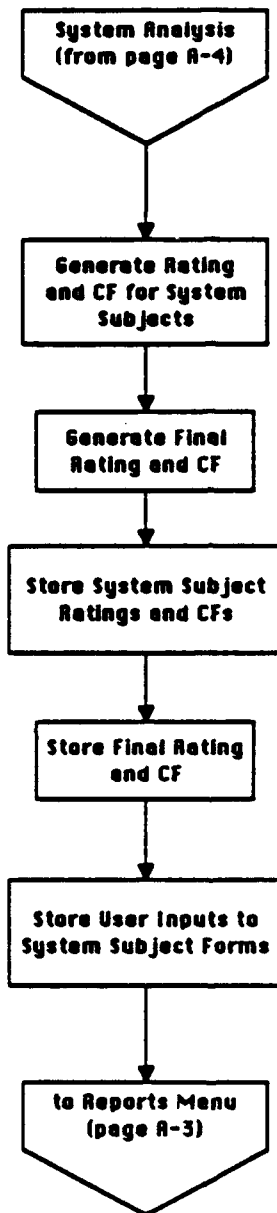 System Analysis
(from page A-4)
Generate Rating
and CF for System
Subjects
Generate Final
Rating and CF
Store System Subject
Ratings and CFs
Store Final Rating
and CF
Store User Inputs to
System Subject Forms
to Reports Menu
(page A-3)